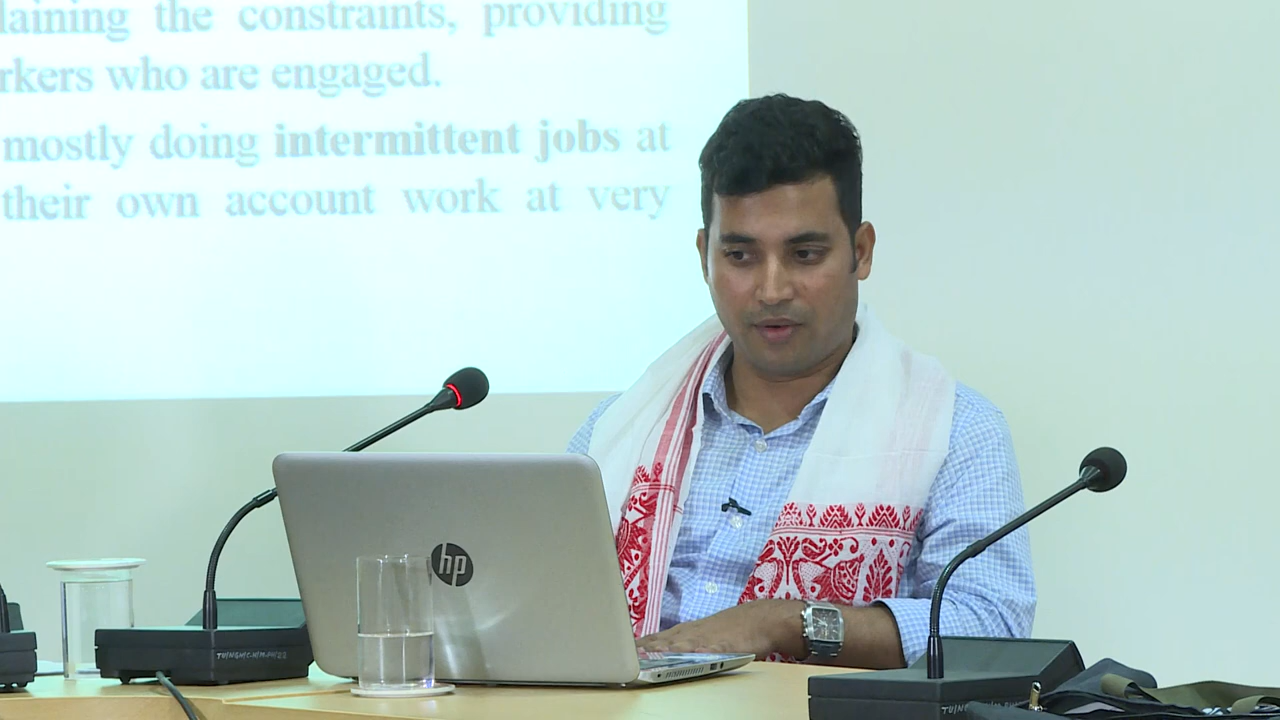 laining the constraints, providing
rkers who are engaged.
mostly doing intermittent jobs at
their own account work at very
hp